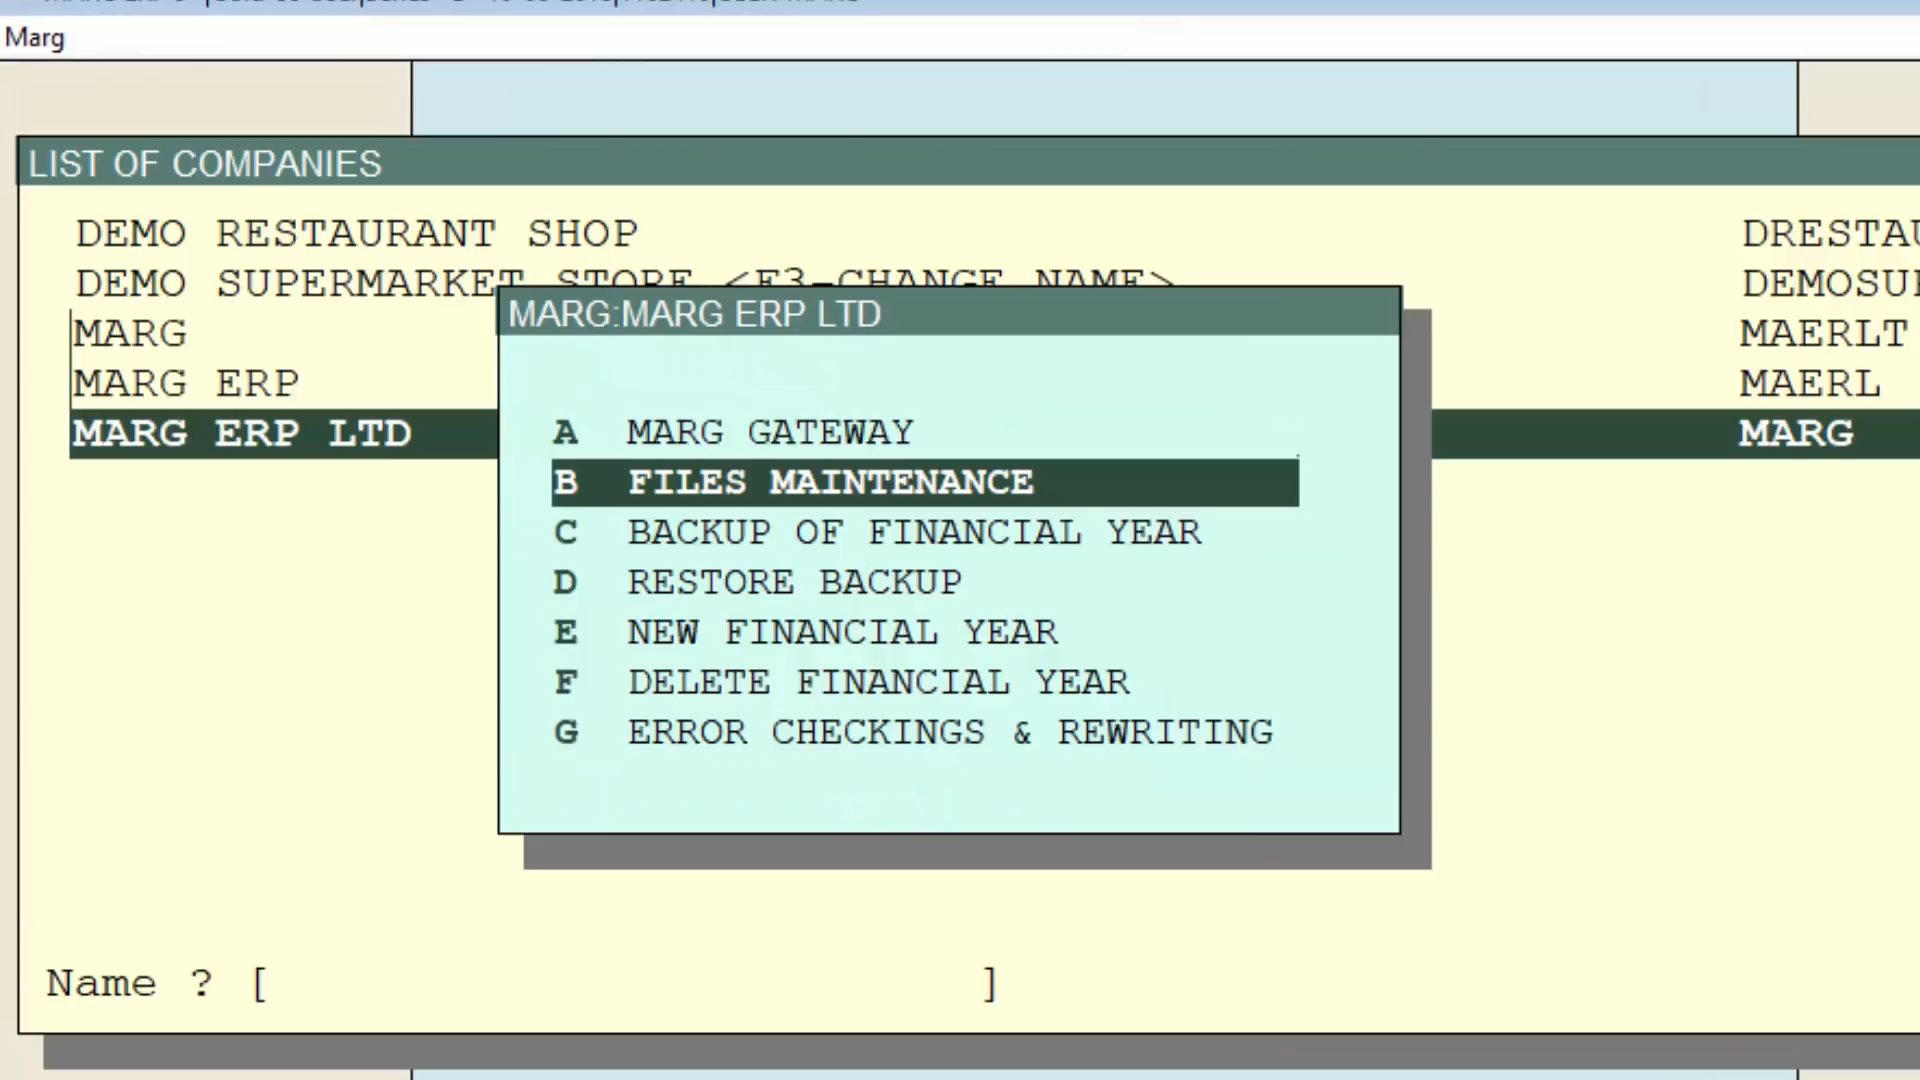 Marg
LIST OF COMPANIES
DEMO RESTAURANT SHOP DRESTAU
DEMO SUPERMARKET STORE <F3-CHANGE NAME> DEMOSUP
MARG MAERLT
MARG ERP MAERL
MARG ERP LTD MARG
MARG:MARG ERP LTD
A MARG GATEWAY
B FILES MAINTENANCE
C BACKUP OF FINANCIAL YEAR
D RESTORE BACKUP
E NEW FINANCIAL YEAR
F DELETE FINANCIAL YEAR
G ERROR CHECKINGS & REWRITING
Name ? [ ]